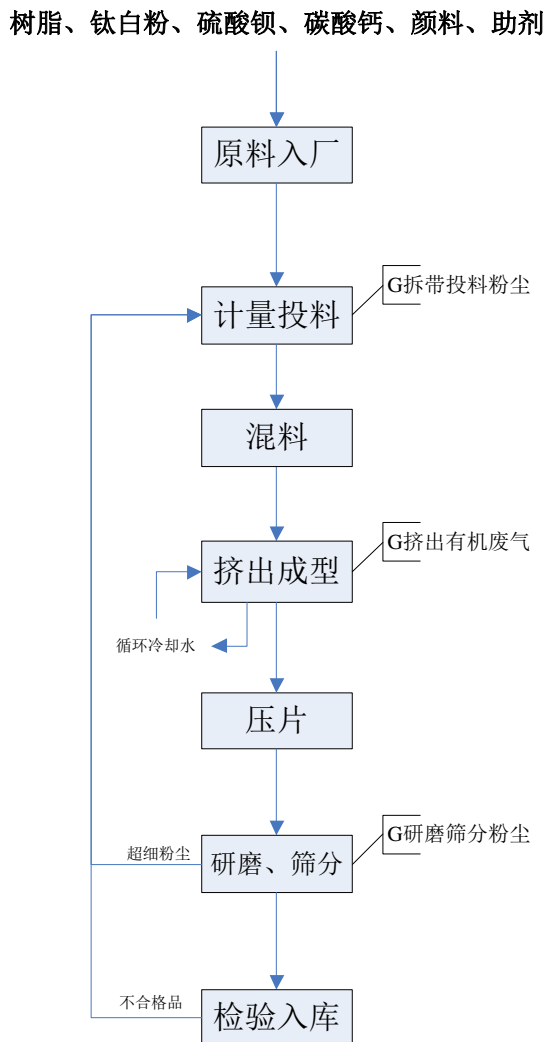 树脂、钛白粉、硫酸钡、碳酸钙、颜料、助剂
原料入厂
G拆带投料粉尘
计量投料
混料
G挤出有机废气
挤出成型
循环冷却水
压片
G研磨筛分粉尘
超细粉尘
研磨、筛分
不合格品
检验入库